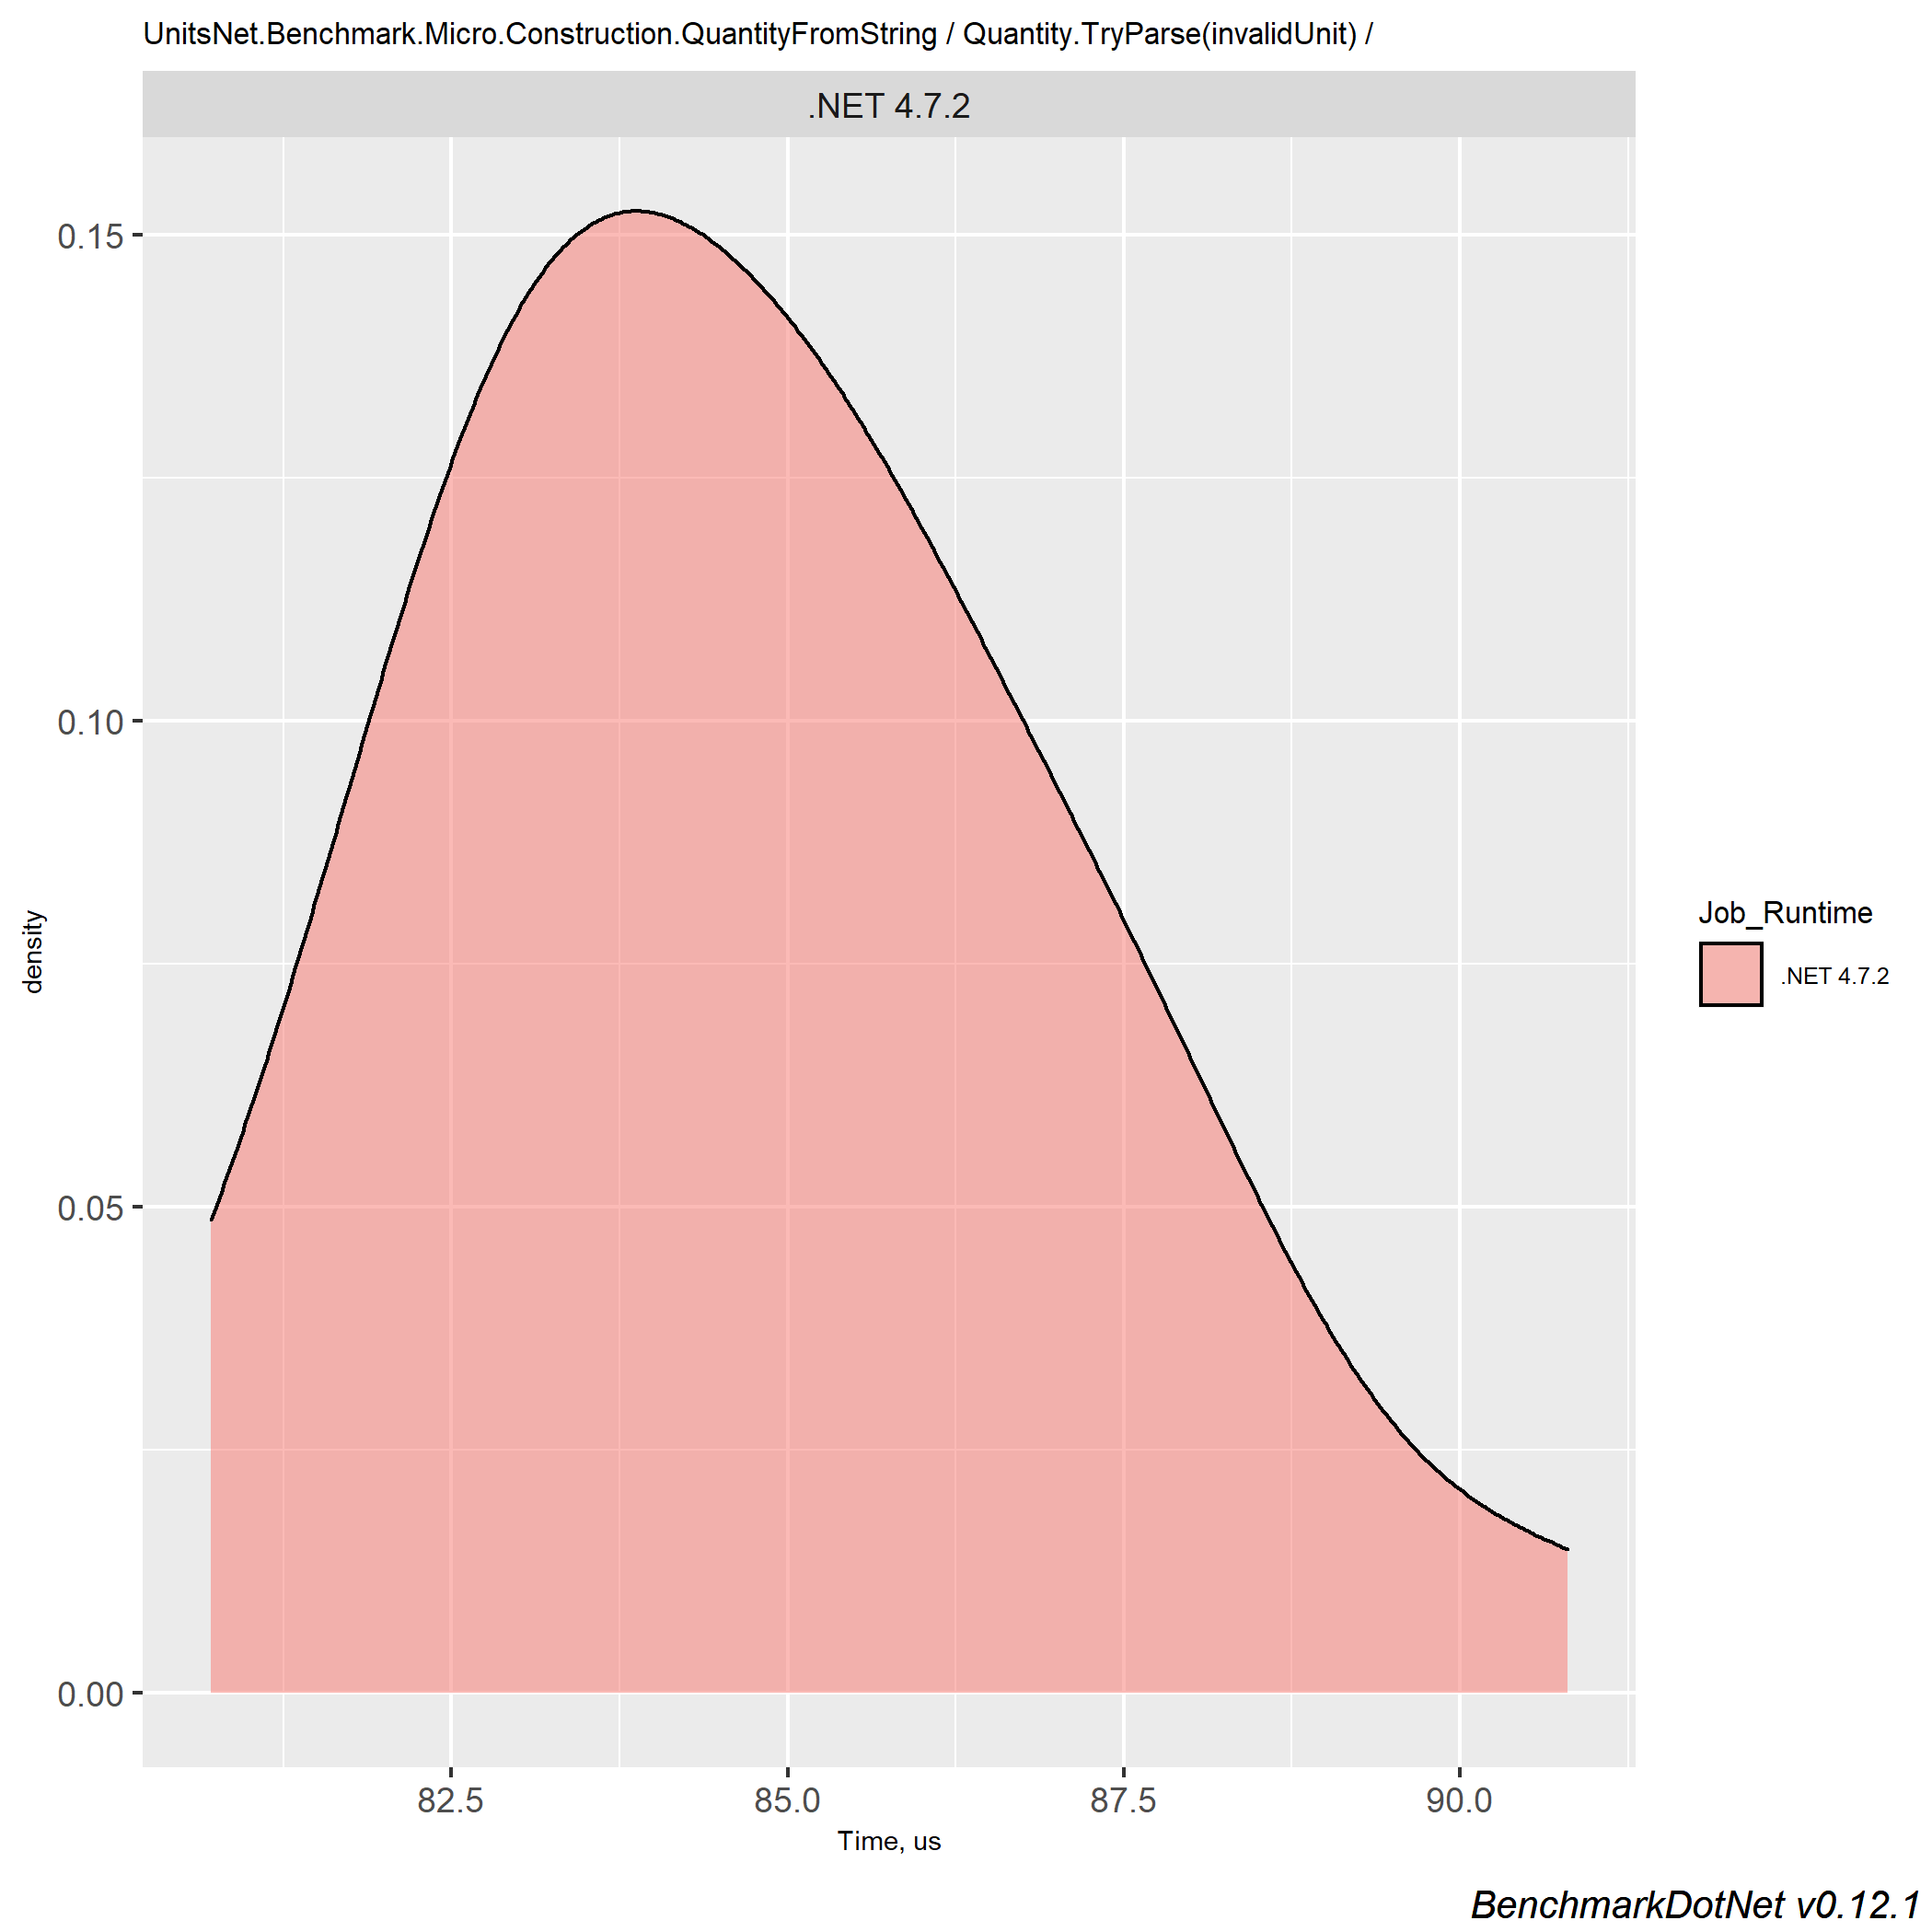 UnitsNet.Benchmark.Micro.Construction.QuantityFromString / Quantity.TryParse(invalidUnit) /
.NET 4.7.2
0.15
0.10
0.05
0.00
density
82.5 85.0 87.5 90.0
Time, us
Job_Runtime
.NET 4.7.2
BenchmarkDotNet v0.12.1